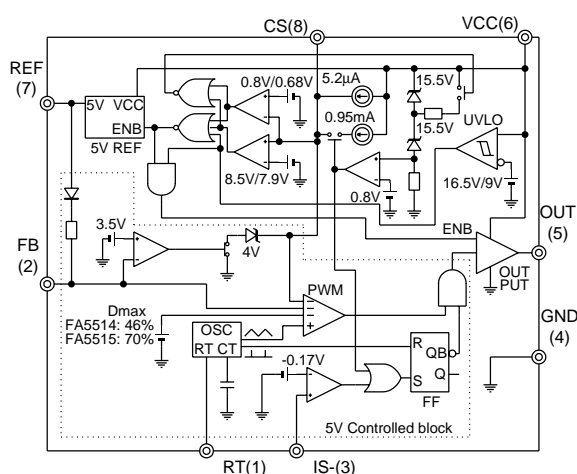 CS(8)
VCC(6)
REF
(7)
5V VCC
ENB
5V REF
0.8V/0.68V
5.2µA
0.95mA
15.5V
15.5V
UVLO
8.5V/7.9V
0.8V
16.5V/9V
OUT
(5)
ENB
OUT
PUT
3.5V
4V
FB
(2)
Dmax
FA5514: 46%
FA5515: 70%
PWM
OSC
RT CT
-0.17V
R
QB
S
Q
FF
GND
(4)
5V Controlled block
RT(1)
IS-(3)
+
-
+
-
+
-
+
-
+
-
-
-
-
+
-
+